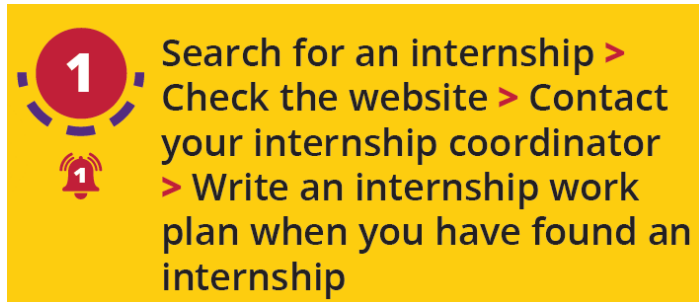 1
Search for an internship >
Check the website > Contact
your internship coordinator
> Write an internship work
plan when you have found an
internship
1